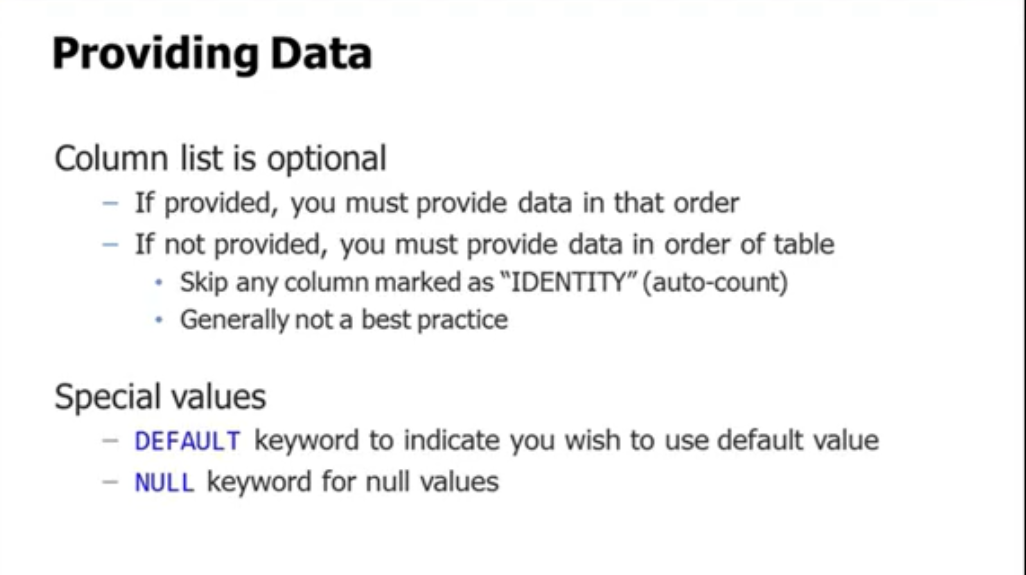 Providing Data
Column list is optional
– If provided, you must provide data in that order
– If not provided, you must provide data in order of table
• Skip any column marked as “IDENTITY” (auto-count)
• Generally not a best practice
Special values
– DEFAULT keyword to indicate you wish to use default value
– NULL keyword for null values